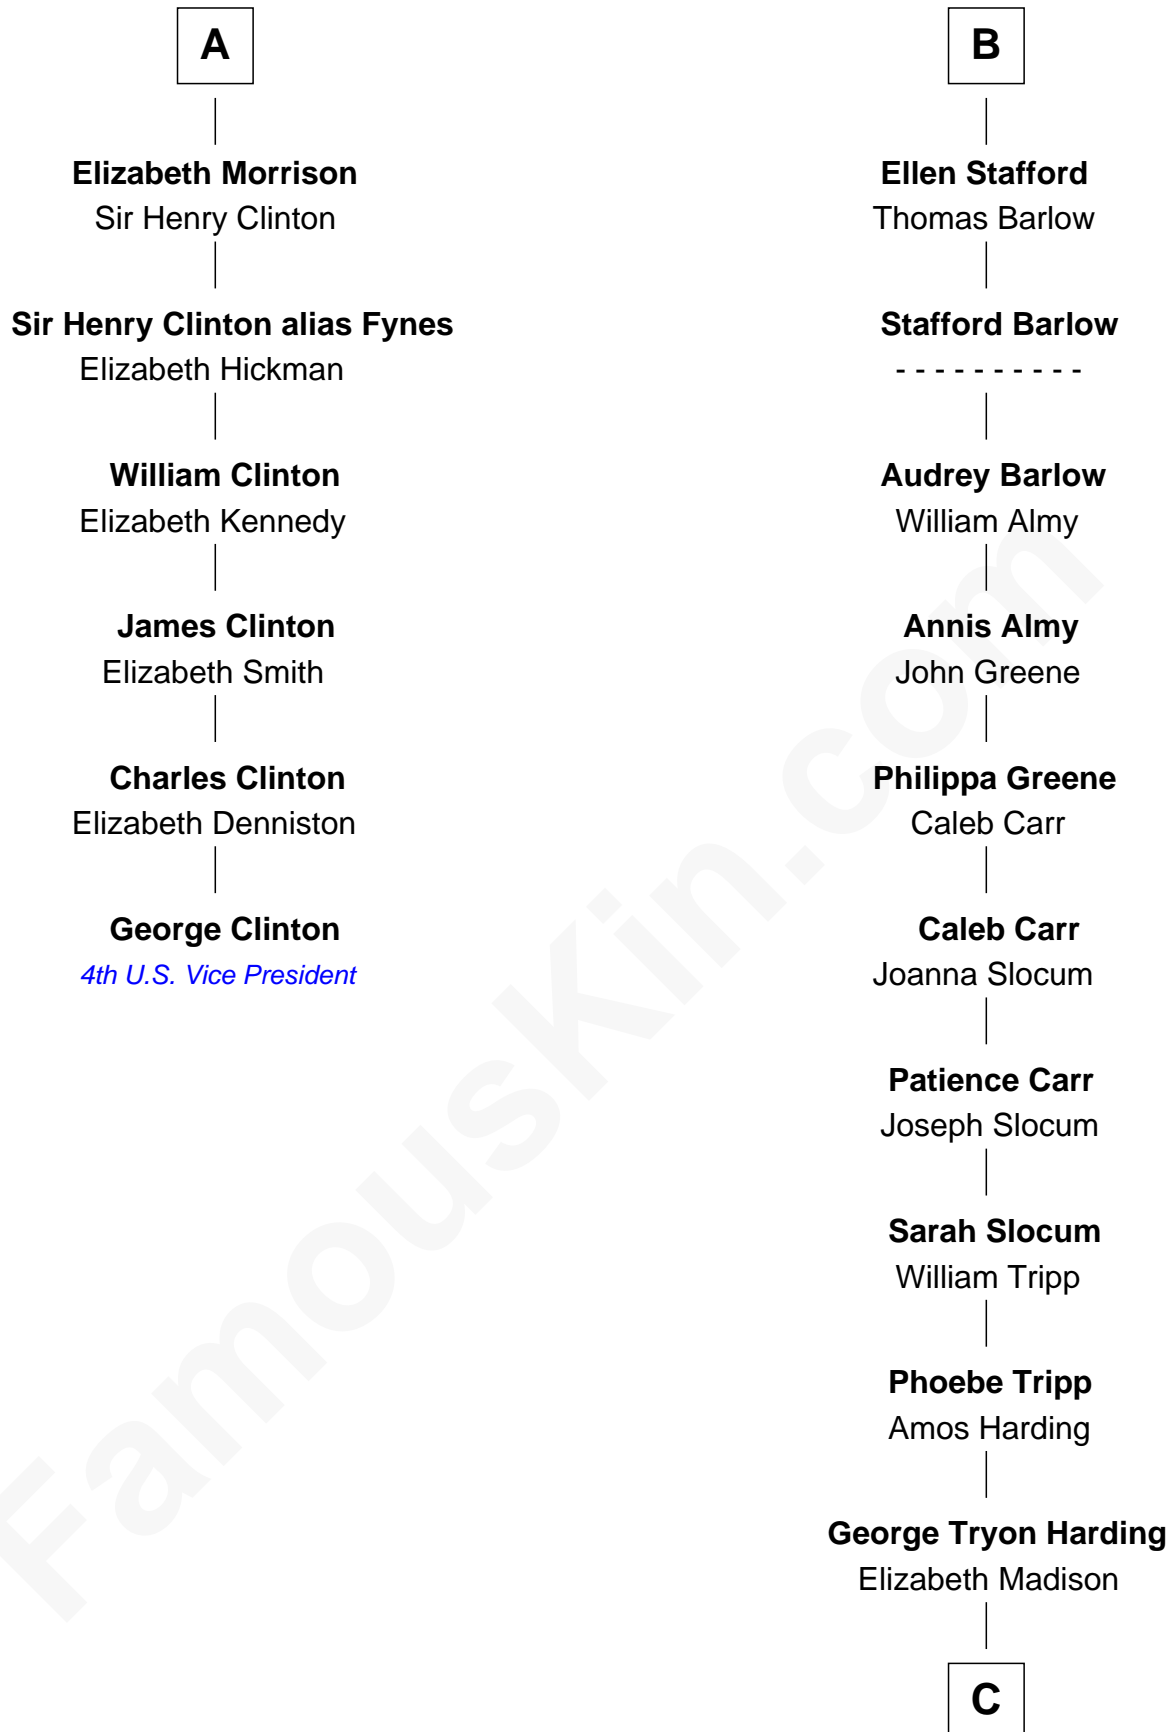 A
Elizabeth Morrison
Sir Henry Clinton
Sir Henry Clinton alias Fynes
Elizabeth Hickman
William Clinton
Elizabeth Kennedy
James Clinton
Elizabeth Smith
Charles Clinton
Elizabeth Denniston
George Clinton
4th U.S. Vice President
B
Ellen Stafford
Thomas Barlow
Stafford Barlow
- - - - - - - - - -
Audrey Barlow
William Almy
Annis Almy
John Greene
Philippa Greene
Caleb Carr
Caleb Carr
Joanna Slocum
Patience Carr
Joseph Slocum
Sarah Slocum
William Tripp
Phoebe Tripp
Amos Harding
George Tryon Harding
Elizabeth Madison
C
FamousKin.com